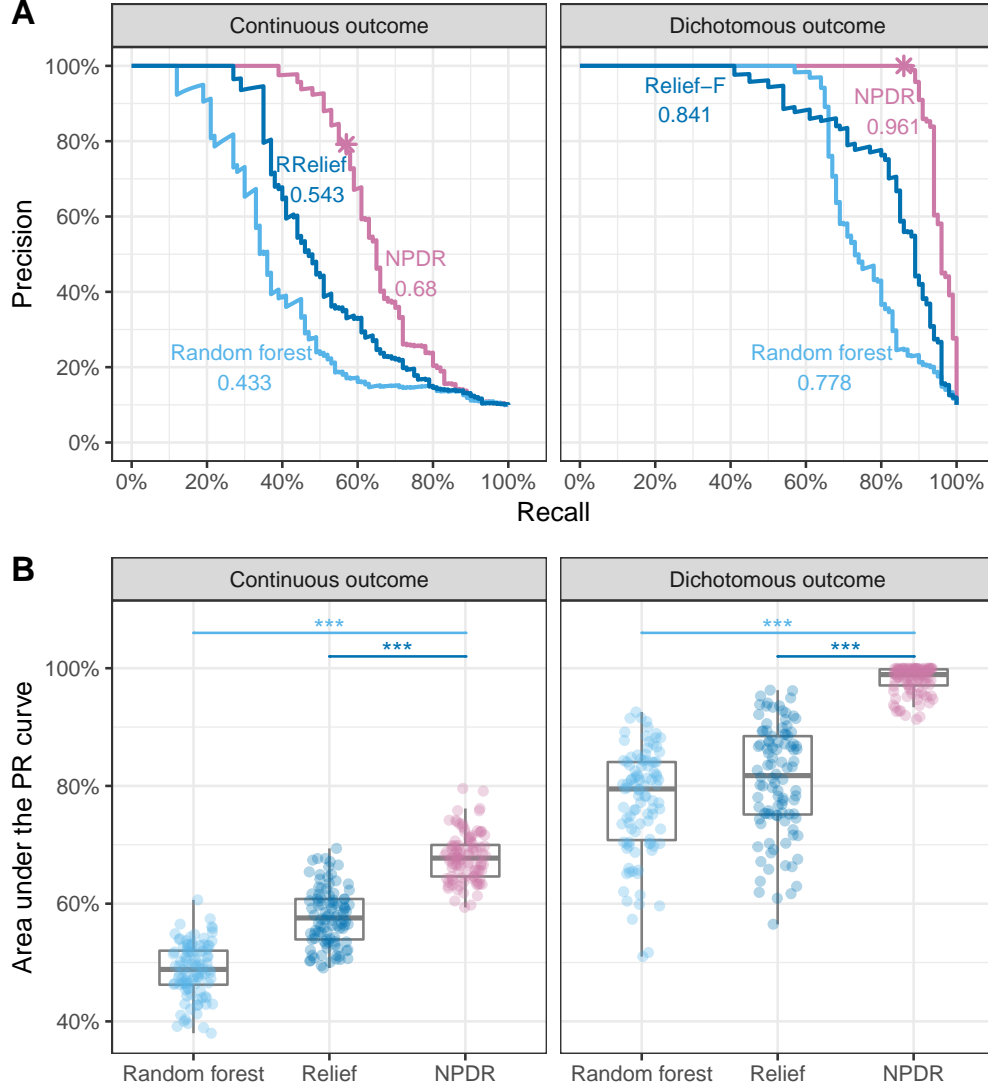 A
Continuous outcome
Dichotomous outcome
Precision
100%
80%
60%
40%
20%
0%
RRelief
0.543
NPDR
0.68
Random forest
0.433
Relief−F
0.841
NPDR
0.961
Random forest
0.778
0% 20% 40% 60% 80% 100%
0% 20% 40% 60% 80% 100%
Recall
B
Continuous outcome
Dichotomous outcome
Area under the PR curve
100%
80%
60%
40%
***
***
***
***
Random forest Relief NPDR
Random forest Relief NPDR